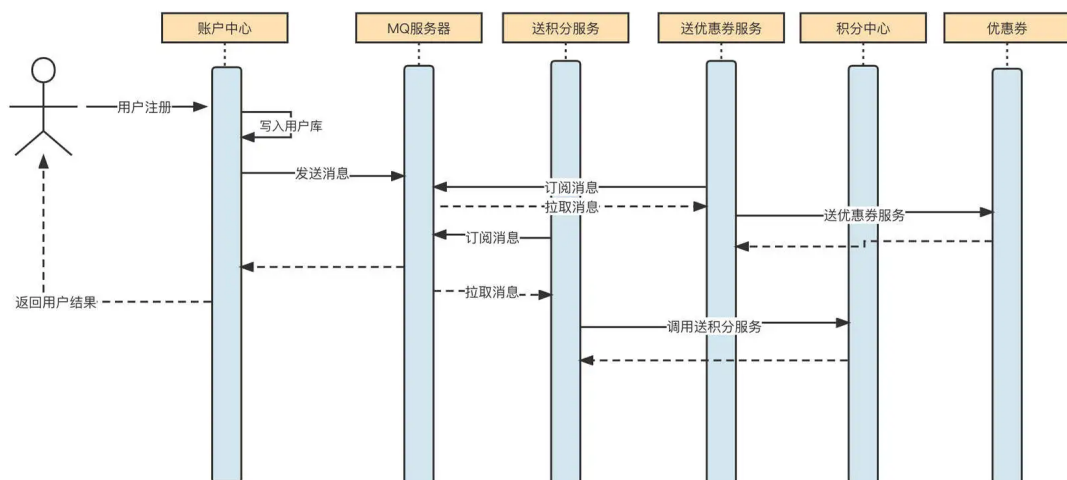 账户中心
MQ服务器
送积分服务
送优惠券服务
积分中心
优惠券
用户注册
写入用户库
发送消息
订阅消息
拉取消息
送优惠券服务
订阅消息
拉取消息
返回用户结果
调用送积分服务